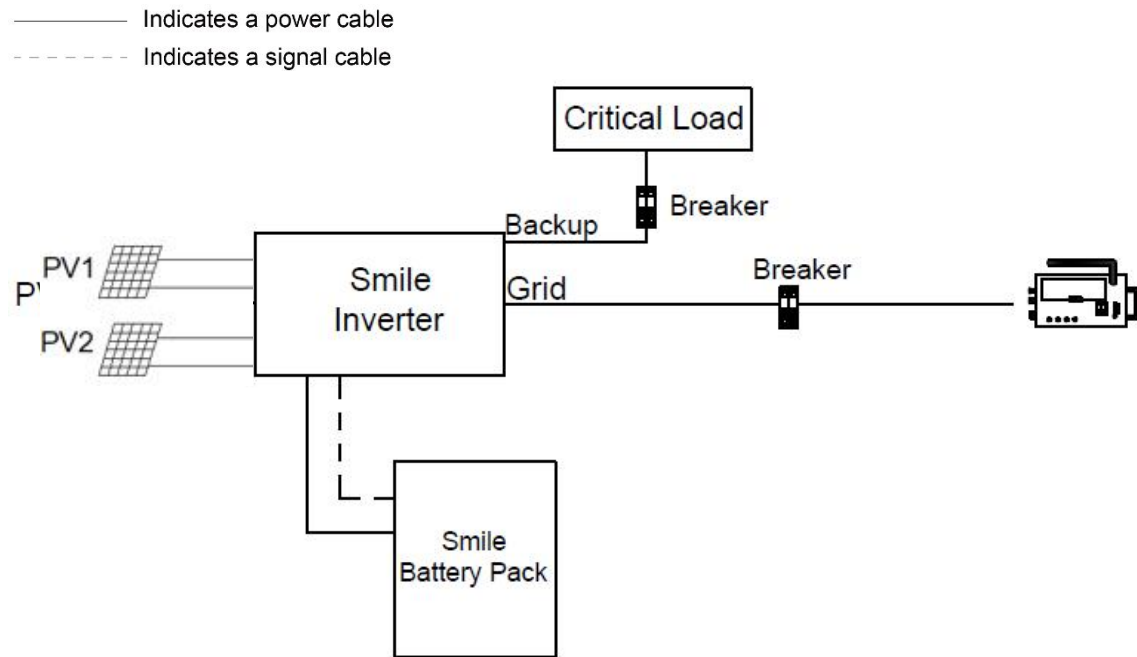 Indicates a power cable
Indicates a signal cable
Critical Load
Breaker
Backup
Breaker
PV1
Smile
Inverter
Grid
PV2
Smile
Battery Pack